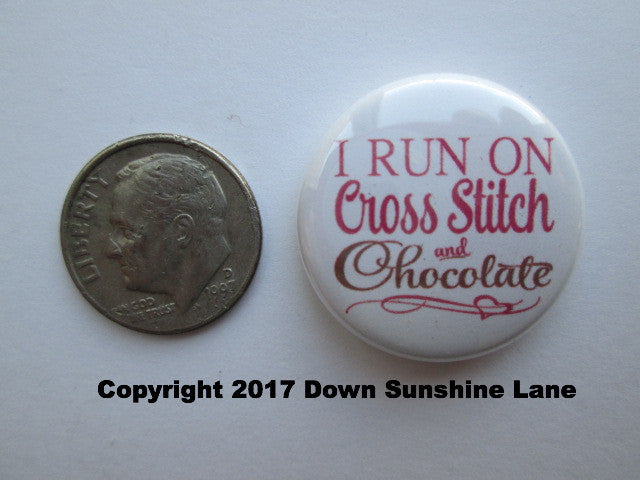 LIBERTY
IN GOD
WE TRUST
D
I RUN ON
Cross Stitch
and
Chocolate
Copyright 2017 Down Sunshine Lane